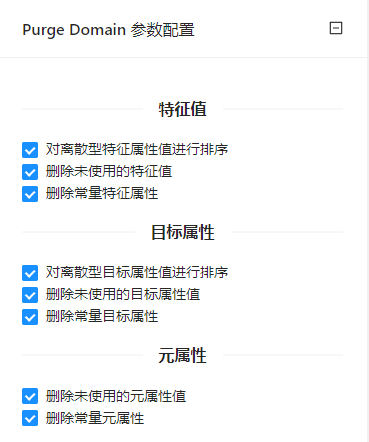 Purge Domain 参数配置
特征值
对离散型特征属性值进行排序
删除未使用的特征值
删除常量特征属性
目标属性
对离散型目标属性值进行排序
删除未使用的目标属性值
删除常量目标属性
元属性
删除未使用的元属性值
删除常量元属性